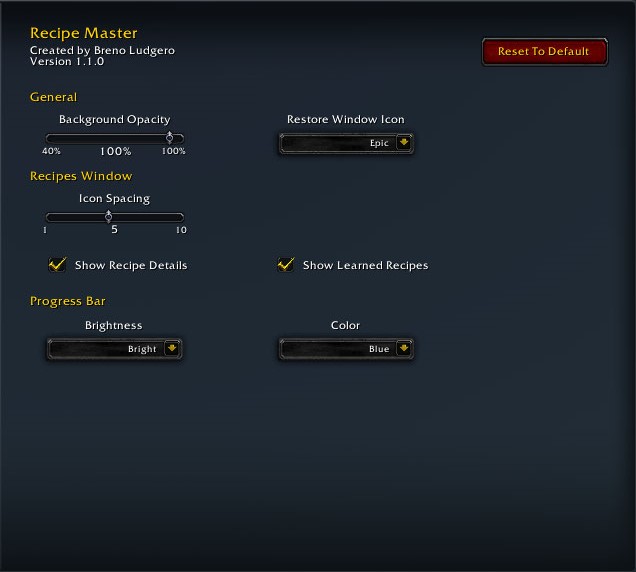 Recipe Master
Created by Breno Ludgero
Version 1.1.0
Reset To Default
General
Background Opacity
40% 100% 100%
Restore Window Icon
Epic
Recipes Window
Icon Spacing
1 5 10
Show Recipe Details
Show Learned Recipes
Progress Bar
Brightness
Bright
Color
Blue